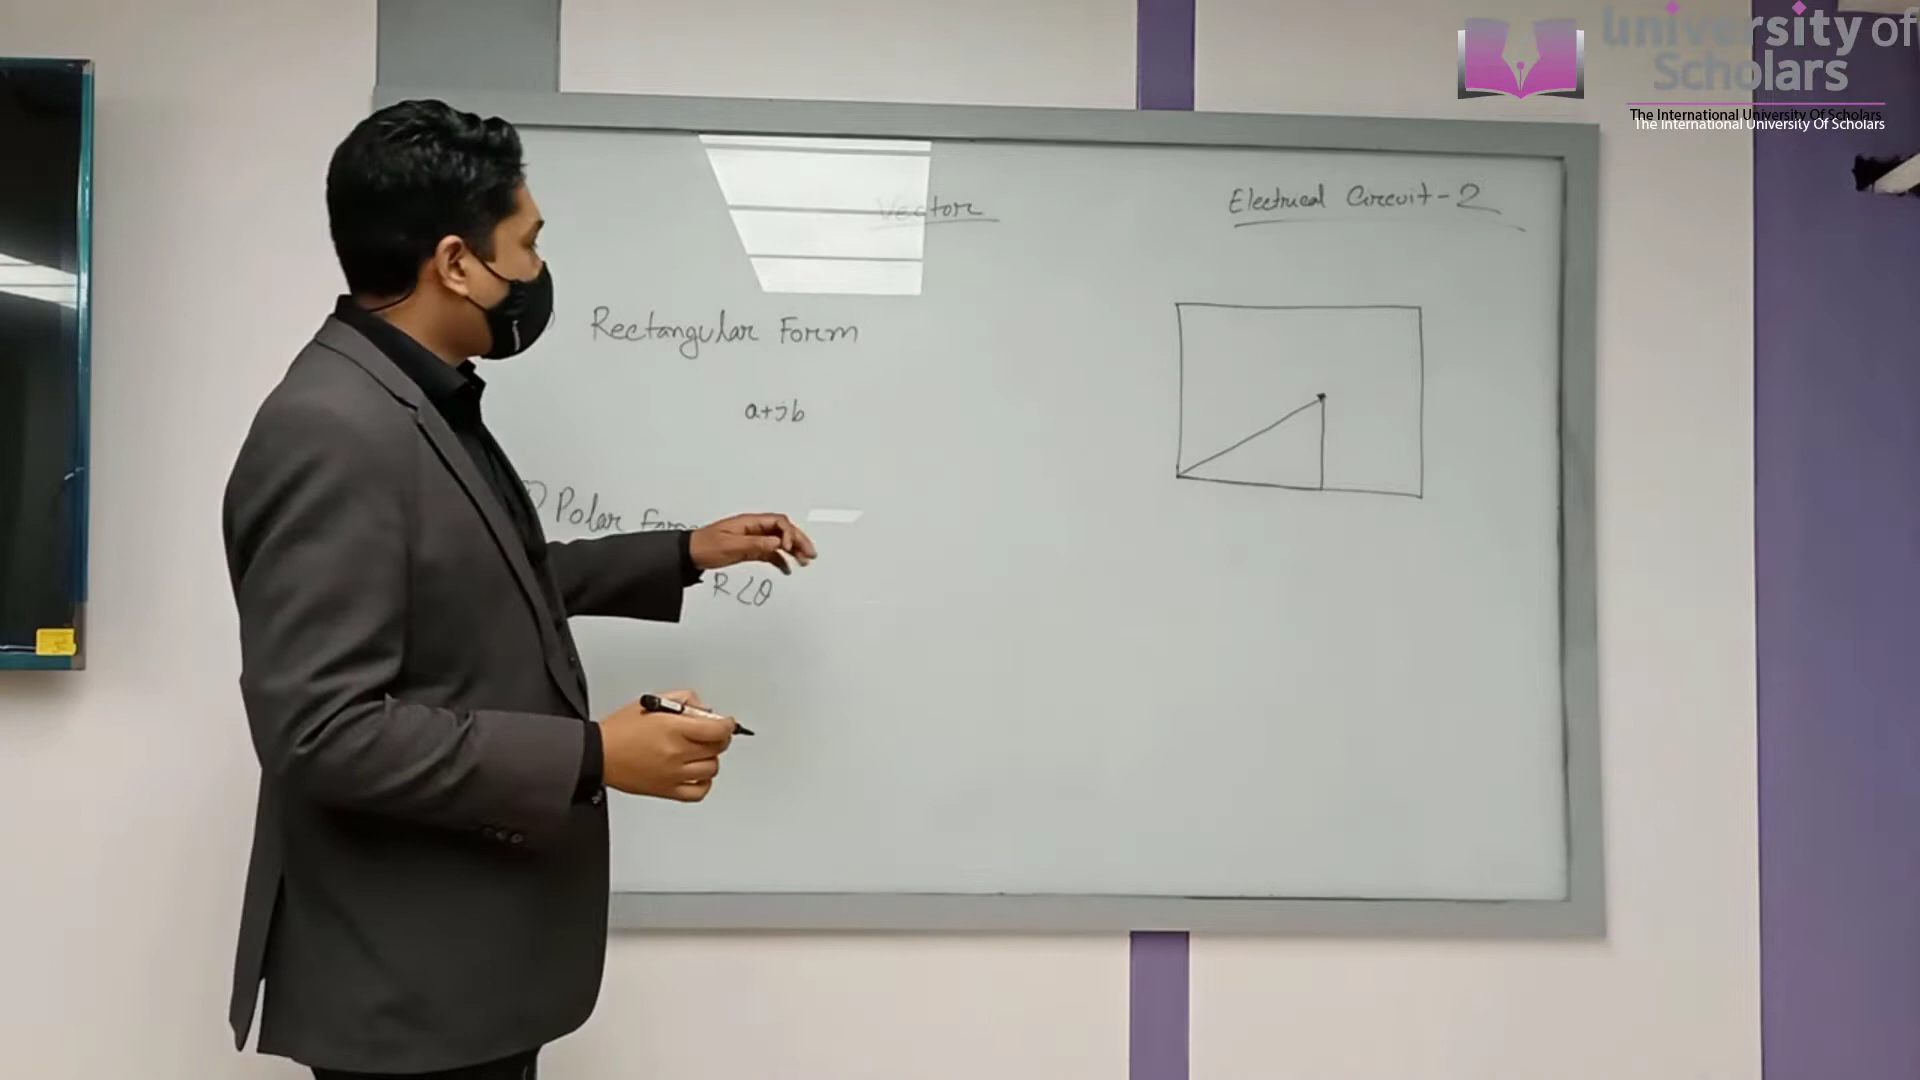 University of
Scholars
The International University Of Scholars
The International University Of Scholars
Vector
Electrical Circuit-2
Rectangular Form
a+jb
Polar Form
R∠θ